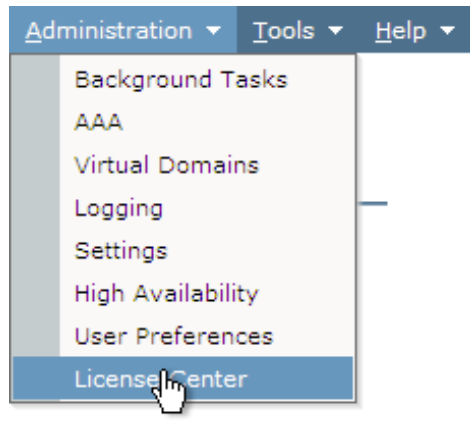 Administration Tools Help
Background Tasks
AAA
Virtual Domains
Logging
Settings
High Availability
User Preferences
License Center